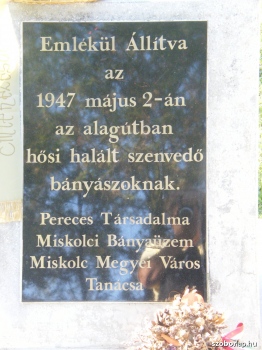 Emlékül Állítva
az
1947 május 2-án
az alagútban
hősi halált szenvedő
bányászoknak.
Pereces Társadalma
Miskolci Bányaüzem
Miskolc Megyei Város
Tanácsa
szoborlap.hu